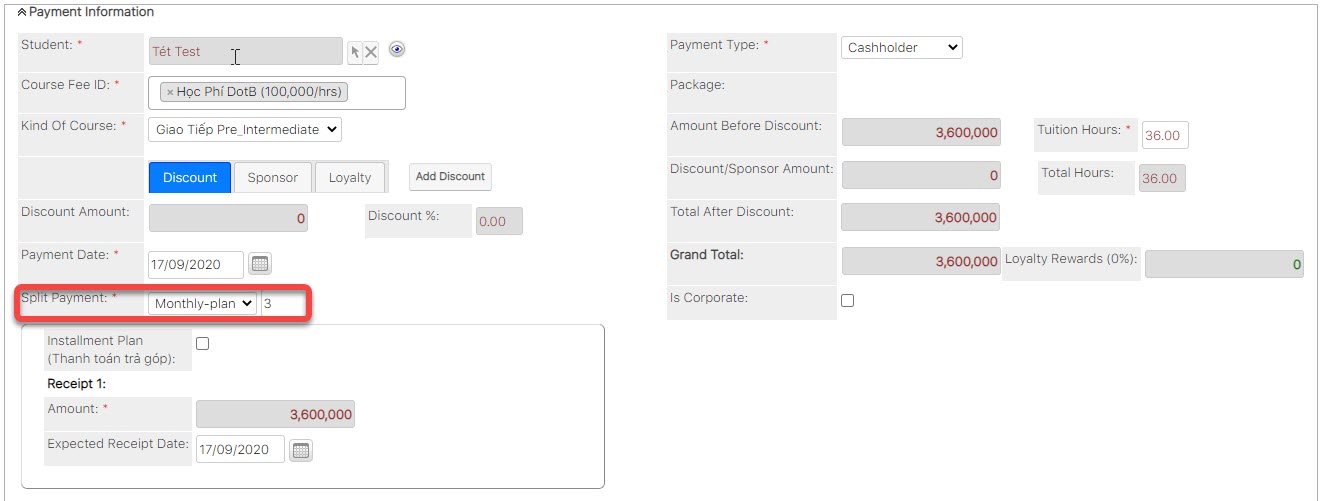 Payment Information
Student: * Tét Test
Payment Type: * Cashholder
Course Fee ID: * × Học Phí DotB (100,000/hrs)
Package:
Kind Of Course: * Giao Tiếp Pre_Intermediate
Amount Before Discount: 3,600,000 Tuition Hours: * 36.00
Discount Sponsor Loyalty Add Discount
Discount/Sponsor Amount: 0 Total Hours: 36.00
Discount Amount: 0 Discount %: 0.00
Total After Discount: 3,600,000
Payment Date: * 17/09/2020
Grand Total: 3,600,000 Loyalty Rewards (0%): 0
Split Payment: * Monthly-plan 3
Is Corporate:
Installment Plan
(Thanh toán trả góp):
Receipt 1:
Amount: * 3,600,000
Expected Receipt Date: 17/09/2020